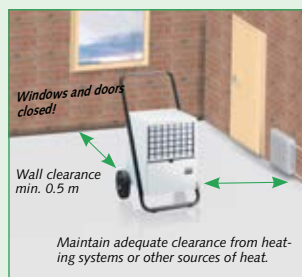 Windows and doors
closed!
Wall clearance
min. 0.5 m
Maintain adequate clearance from heat-
ing systems or other sources of heat.